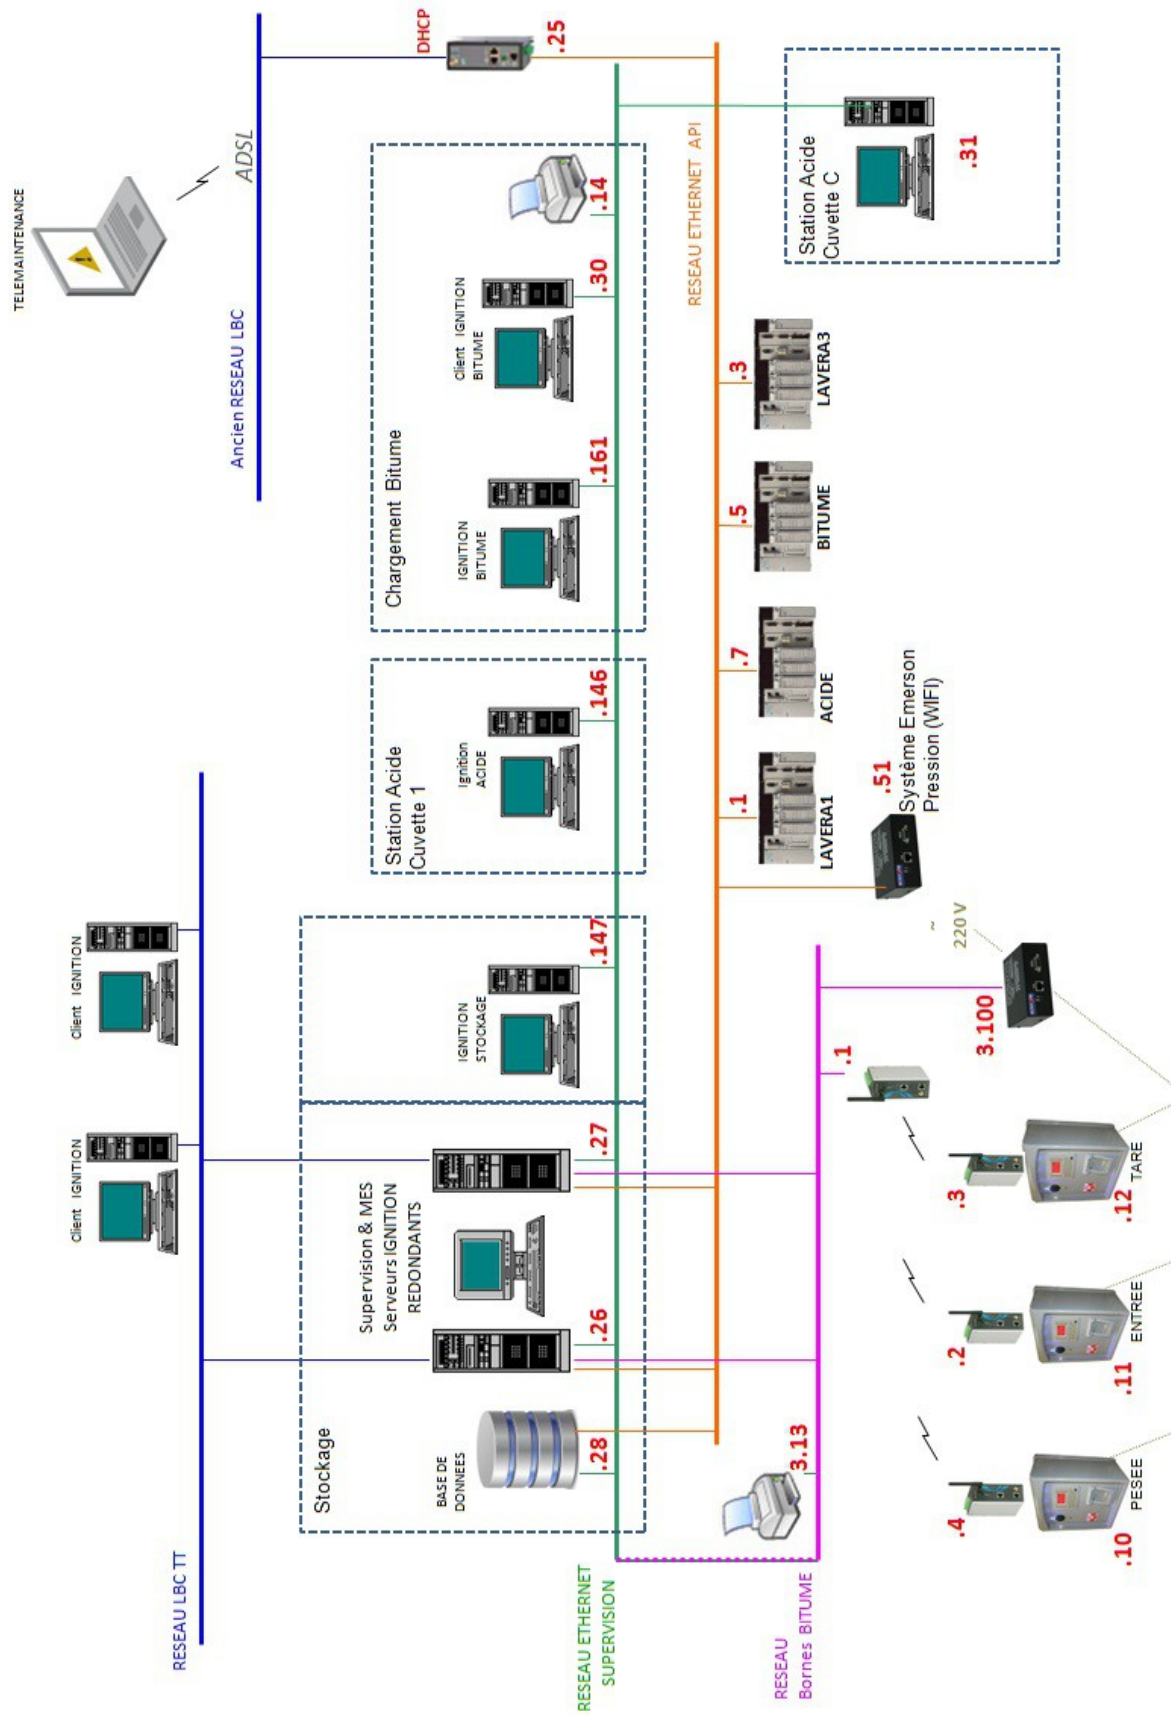 RESEAU LBC TT
Client IGNITION
Client IGNITION
TELEMAINTENANCE
ADSL
Ancien RESEAU LBC
DHCP
.25
Stockage
BASE DE
DONNEES
.28
Supervision & MES
Serveurs IGNITION
REDONDANTS
.26
.27
IGNITION
STOCKAGE
.147
Station Acide
Cuvette 1
Ignition
ACIDE
.146
Chargement Bitume
IGNITION
BITUME
.161
Client IGNITION
BITUME
.30
.14
RESEAU ETHERNET
SUPERVISION
RESEAU ETHERNET API
RESEAU
Bornes BITUME
3.13
.1
3.100
~
220 V
.51
Système Emerson
Pression (WIFI)
.1
LAVERA1
.7
ACIDE
.5
BITUME
.3
LAVERA3
Station Acide
Cuvette C
.31
.4
.10
PESEE
.2
.11
ENTREE
.3
.12
TARE